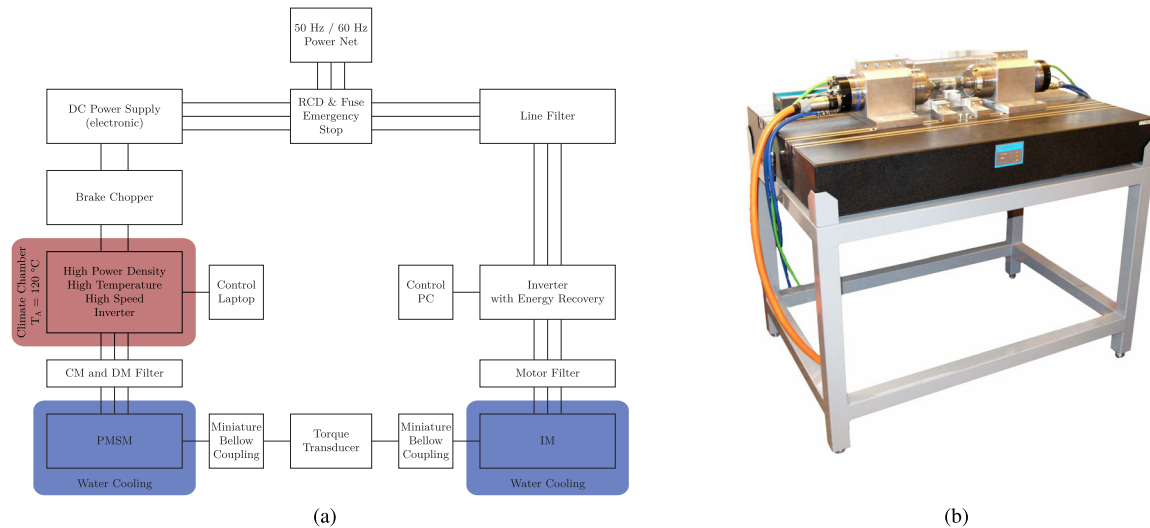 50 Hz / 60 Hz
Power Net
DC Power Supply
(electronic)
RCD & Fuse
Emergency
Stop
Line Filter
Brake Chopper
Climate Chamber
T_A = 120 °C
High Power Density
High Temperature
High Speed
Inverter
Control
Laptop
Control
PC
Inverter
with Energy Recovery
CM and DM Filter
Motor Filter
PMSM
Miniature
Bellow
Coupling
Torque
Transducer
Miniature
Bellow
Coupling
IM
Water Cooling
Water Cooling
(a)
(b)